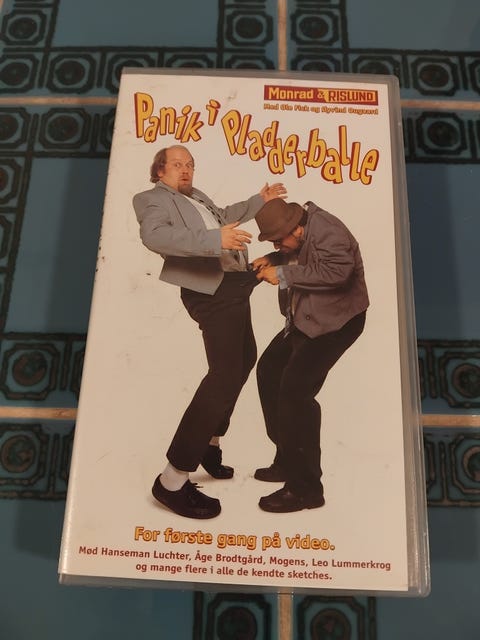 Monrad & RISLUND
Med Ole Fick og Øyvind Ougaard
Panik i Pladderballe
For første gang på video.
Mød Hanseman Luchter, Åge Brodtgård, Mogens, Leo Lummerkrog
og mange flere i alle de kendte sketches.